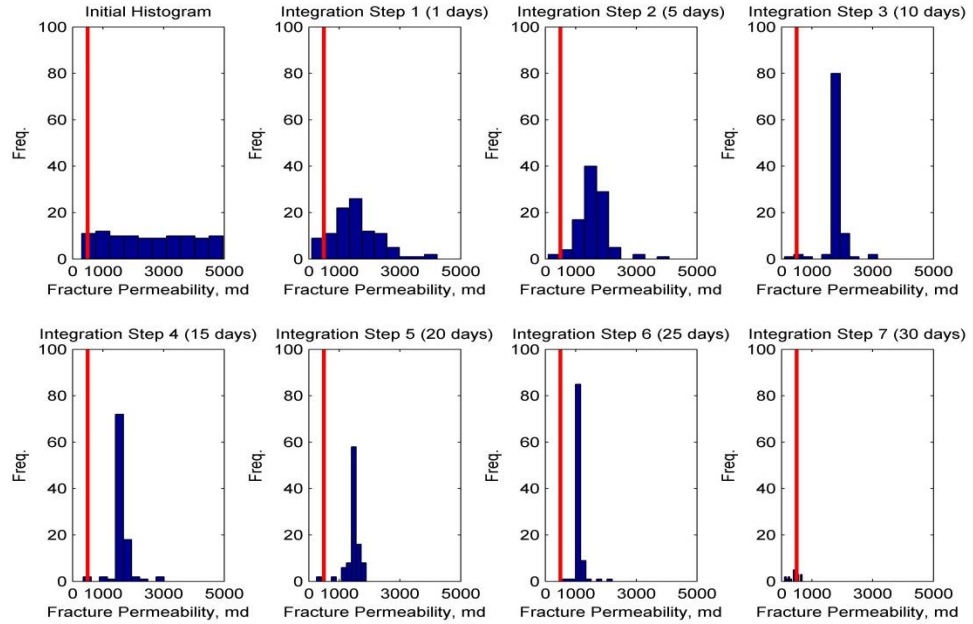 Initial Histogram
Integration Step 1 (1 days)
Integration Step 2 (5 days)
Integration Step 3 (10 days)
100
100
100
100
80
80
80
80
60
60
60
60
40
40
40
40
20
20
20
20
0
0
0
0
Freq.
Freq.
Freq.
Freq.
0 1000 3000 5000
0 1000 3000 5000
0 1000 3000 5000
0 1000 3000 5000
Fracture Permeability, md
Fracture Permeability, md
Fracture Permeability, md
Fracture Permeability, md
Integration Step 4 (15 days)
Integration Step 5 (20 days)
Integration Step 6 (25 days)
Integration Step 7 (30 days)
100
100
100
100
80
80
80
80
60
60
60
60
40
40
40
40
20
20
20
20
0
0
0
0
Freq.
Freq.
Freq.
Freq.
0 1000 3000 5000
0 1000 3000 5000
0 1000 3000 5000
0 1000 3000 5000
Fracture Permeability, md
Fracture Permeability, md
Fracture Permeability, md
Fracture Permeability, md